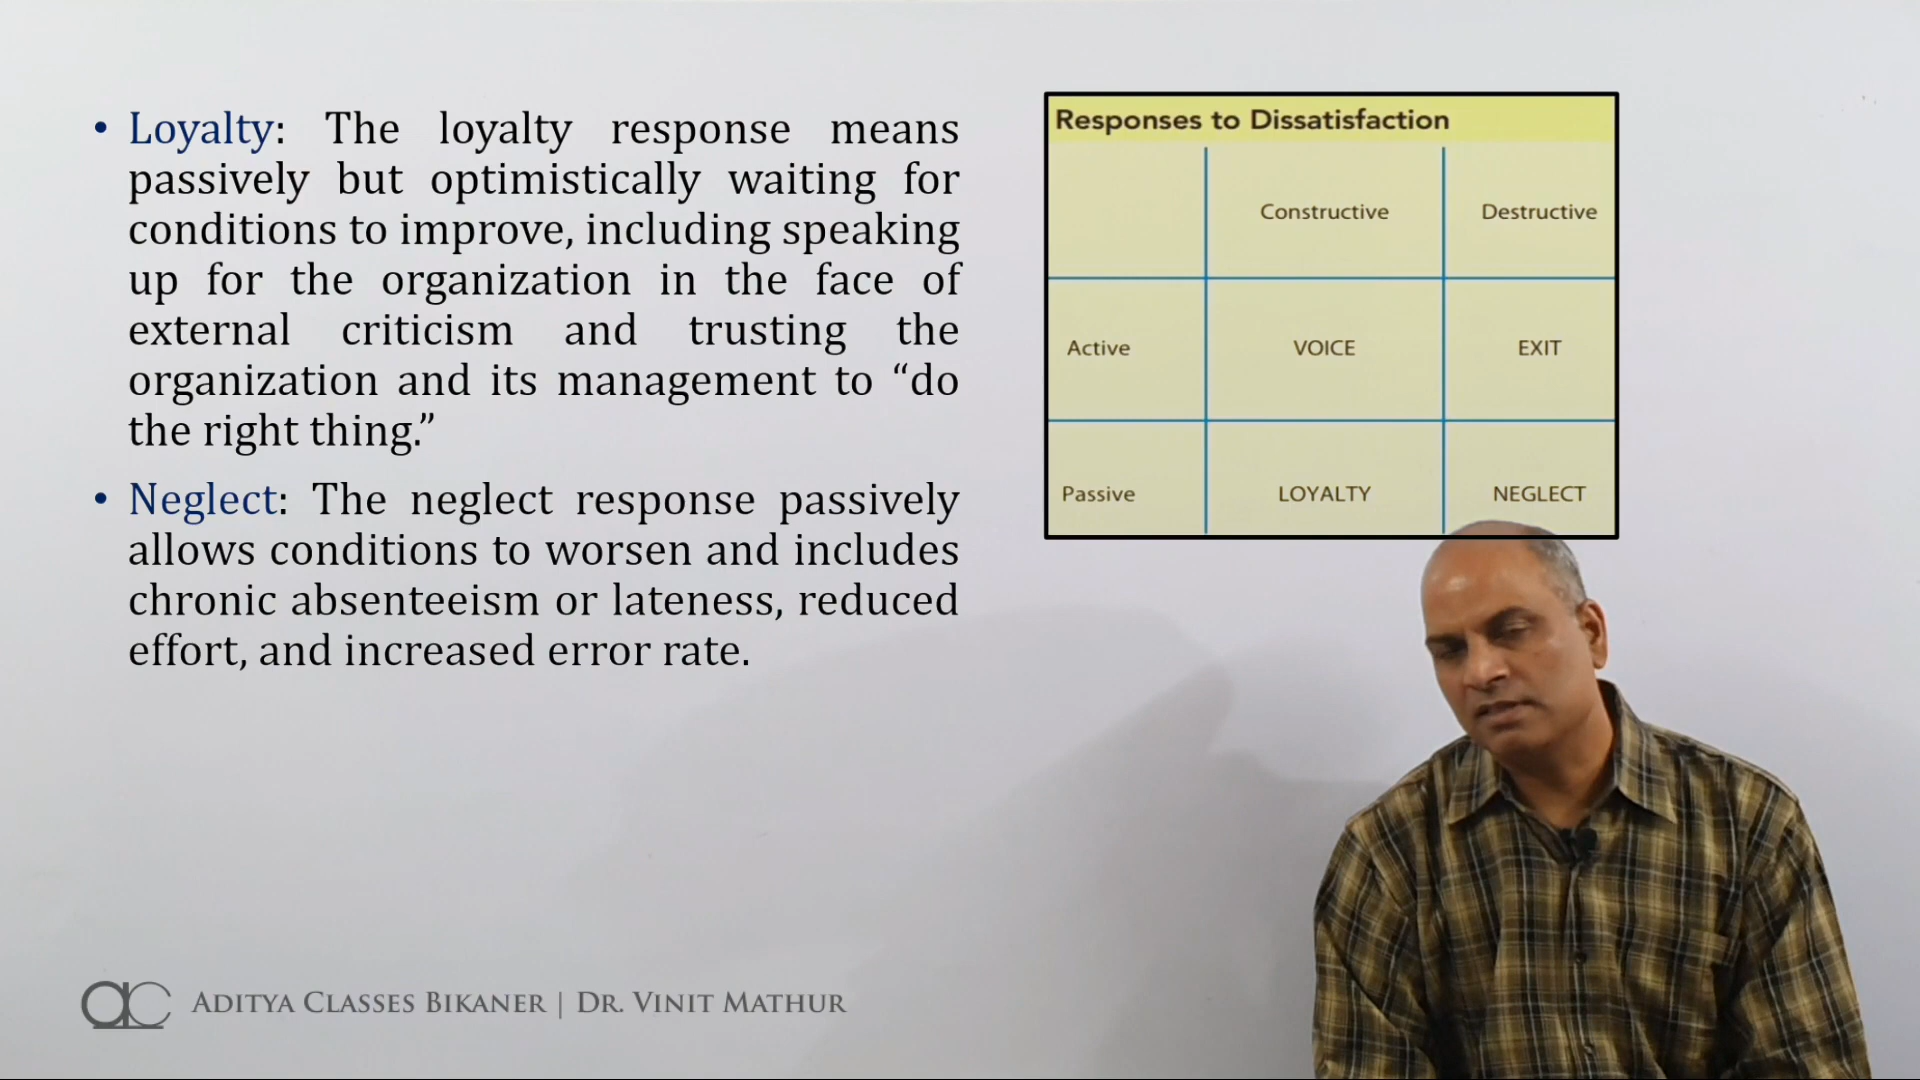 • Loyalty: The loyalty response means
passively but optimistically waiting for
conditions to improve, including speaking
up for the organization in the face of
external criticism and trusting the
organization and its management to “do
the right thing.”
• Neglect: The neglect response passively
allows conditions to worsen and includes
chronic absenteeism or lateness, reduced
effort, and increased error rate.
Responses to Dissatisfaction
Constructive Destructive
Active VOICE EXIT
Passive LOYALTY NEGLECT
ac ADITYA CLASSES BIKANER | DR. VINIT MATHUR